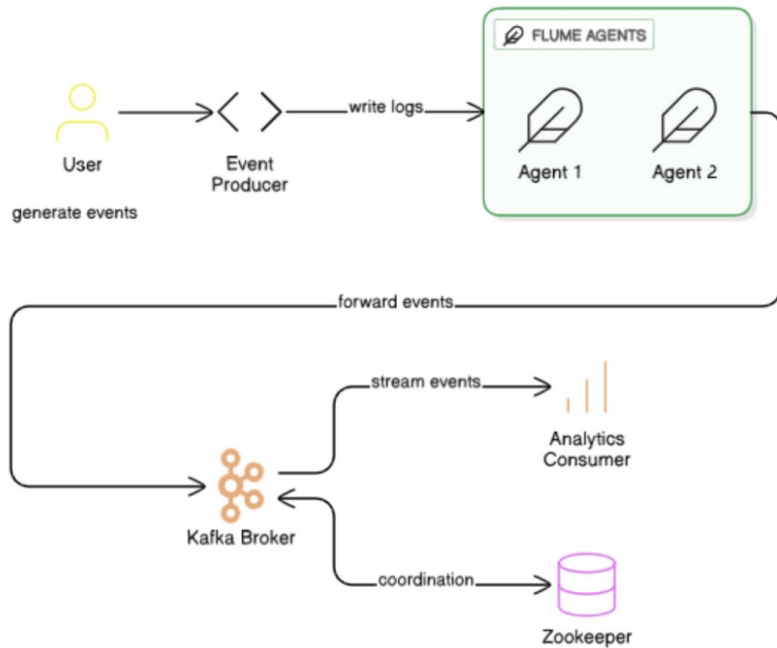 FLUME AGENTS
write logs
Agent 1
Agent 2
User
Event
Producer
generate events
forward events
stream events
Analytics
Consumer
Kafka Broker
coordination
Zookeeper